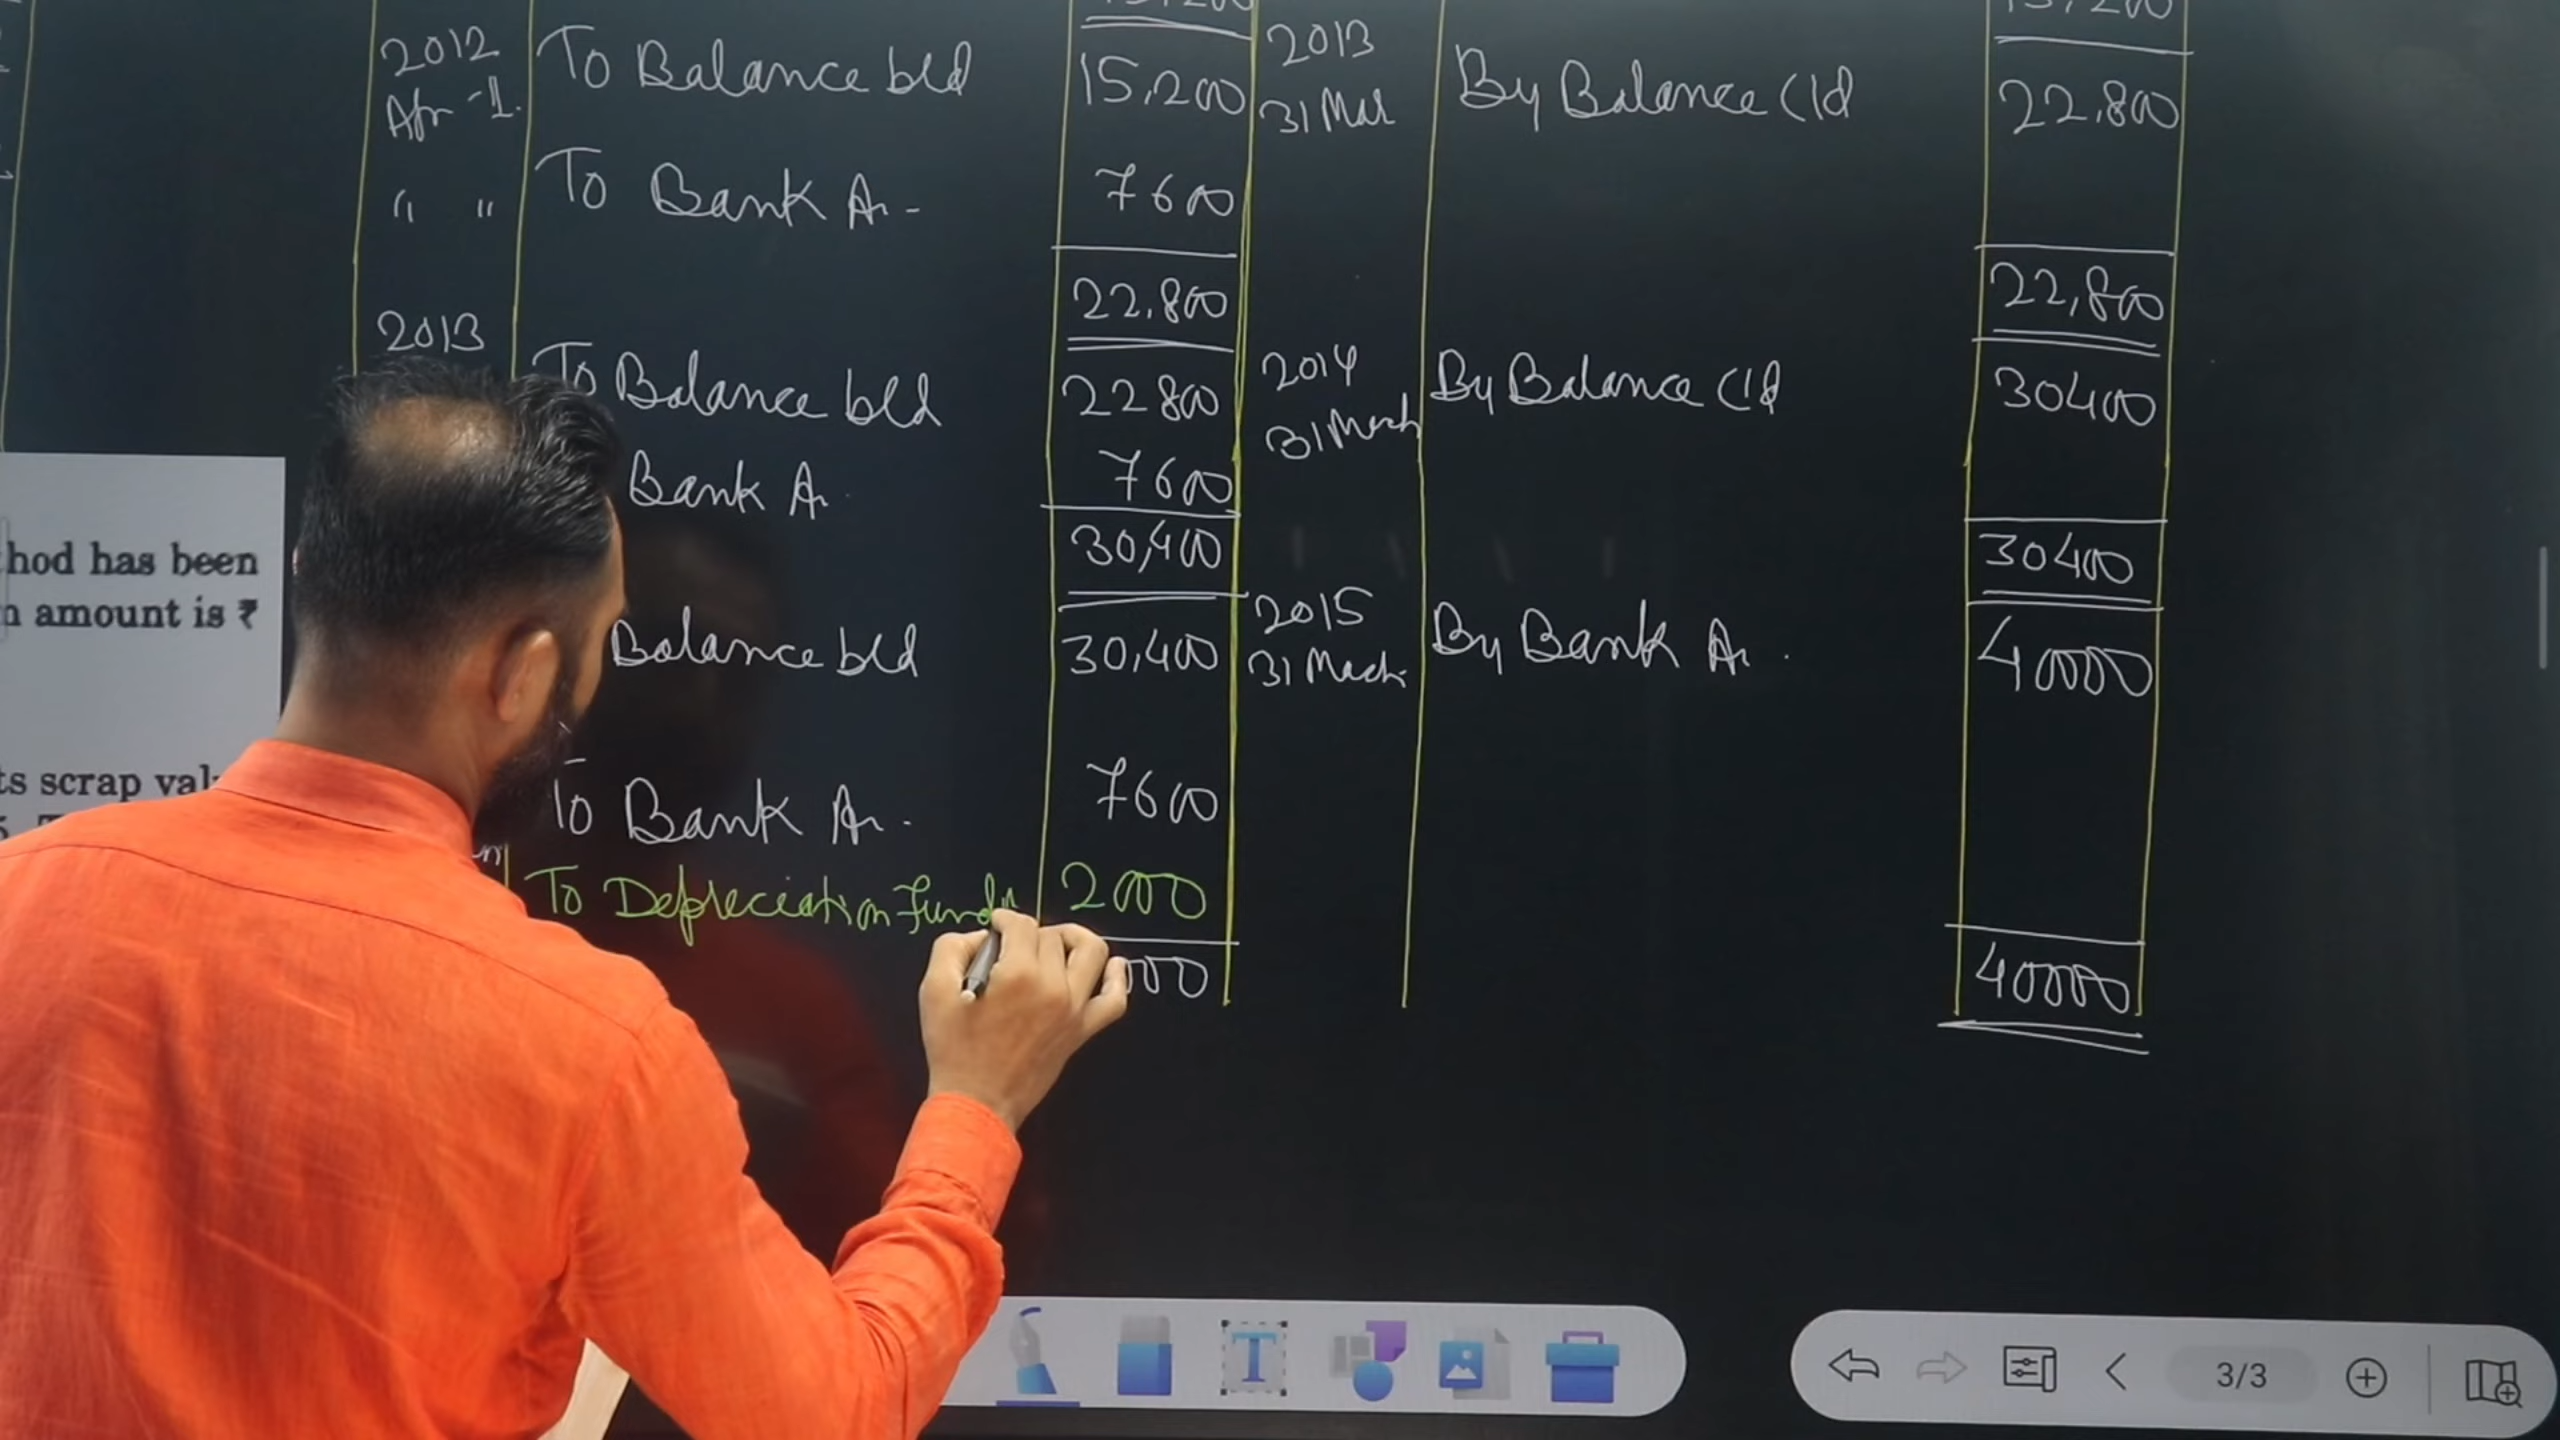 2012 To Balance b/d 15,200 2013 By Balance C/d 22,800
Apr-1. 31 Mar
" " To Bank A/c - 7600
22,800 22,800
2013
To Balance b/d 22800 2014 By Balance C/d 30400
31 March
Bank A/c. 7600
30,400 30400
Balance b/d 30,400 2015 By Bank A/c. 40000
31 March
To Bank A/c. 7600
To Depreciation Fund 2000
000 40000
hod has been
amount is ₹
ts scrap val
T
3/3